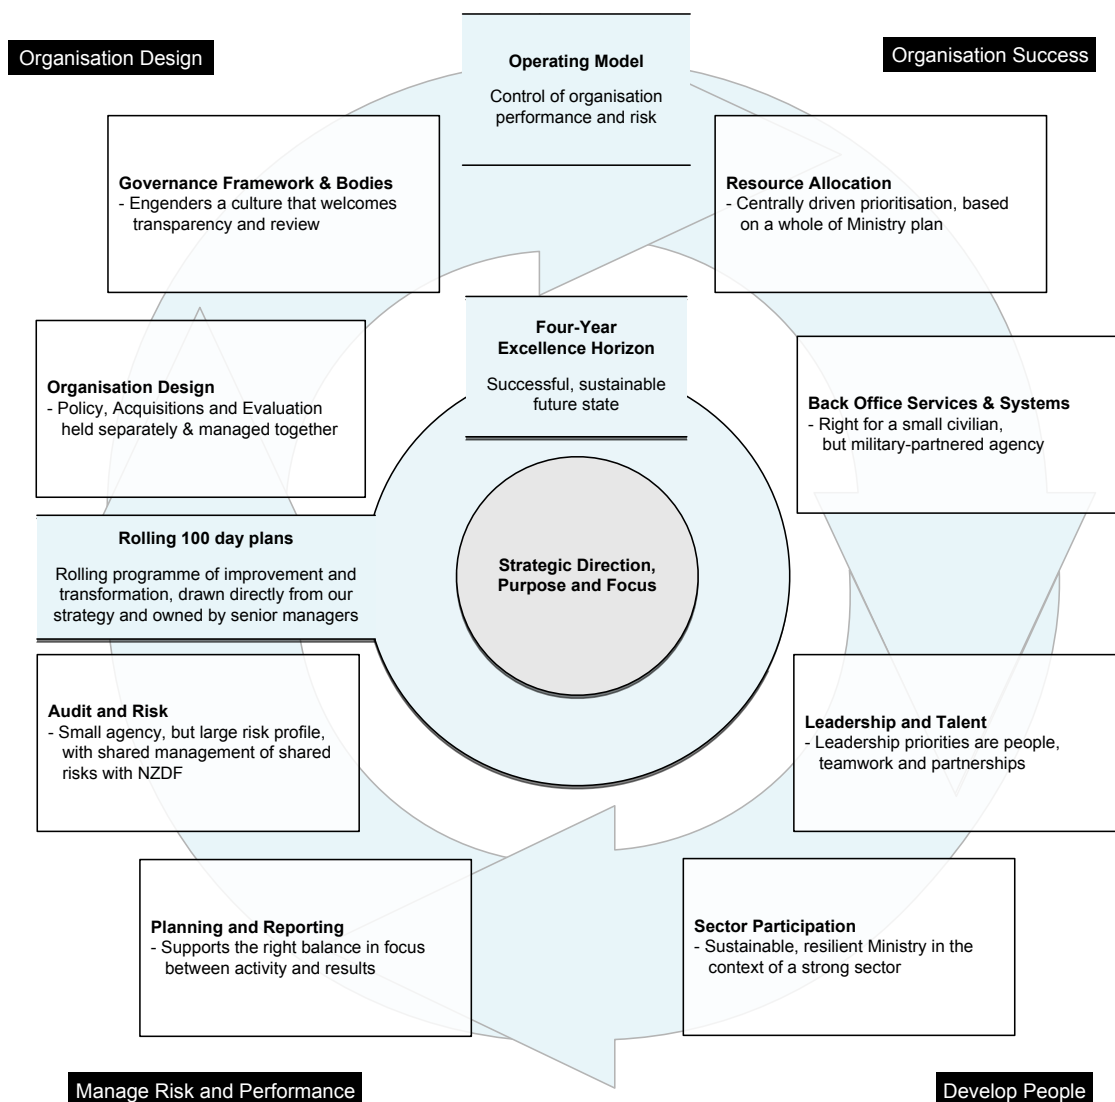 Organisation Design
Organisation Success
Operating Model
Control of organisation
performance and risk
Governance Framework & Bodies
- Engenders a culture that welcomes
transparency and review
Resource Allocation
- Centrally driven prioritisation, based
on a whole of Ministry plan
Four-Year
Excellence Horizon
Successful, sustainable
future state
Organisation Design
- Policy, Acquisitions and Evaluation
held separately & managed together
Back Office Services & Systems
- Right for a small civilian,
but military-partnered agency
Rolling 100 day plans
Rolling programme of improvement and
transformation, drawn directly from our
strategy and owned by senior managers
Strategic Direction,
Purpose and Focus
Audit and Risk
- Small agency, but large risk profile,
with shared management of shared
risks with NZDF
Leadership and Talent
- Leadership priorities are people,
teamwork and partnerships
Planning and Reporting
- Supports the right balance in focus
between activity and results
Sector Participation
- Sustainable, resilient Ministry in the
context of a strong sector
Manage Risk and Performance
Develop People